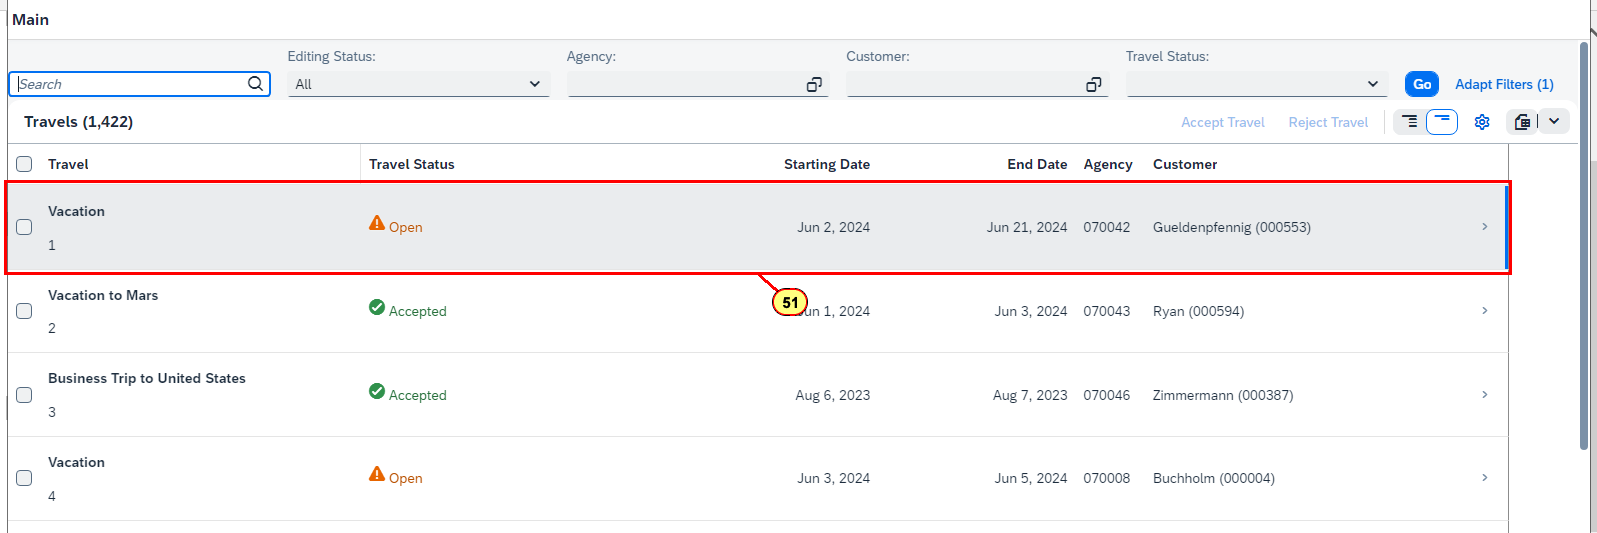 Main
Editing Status: Agency: Customer: Travel Status:
Search All Go Adapt Filters (1)
Travels (1,422) Accept Travel Reject Travel
Travel Travel Status Starting Date End Date Agency Customer
Vacation
Open Jun 2, 2024 Jun 21, 2024 070042 Gueldenpfennig (000553)
1
51
Vacation to Mars
Accepted un 1, 2024 Jun 3, 2024 070043 Ryan (000594)
2
Business Trip to United States
Accepted Aug 6, 2023 Aug 7, 2023 070046 Zimmermann (000387)
3
Vacation
Open Jun 3, 2024 Jun 5, 2024 070008 Buchholm (000004)
4